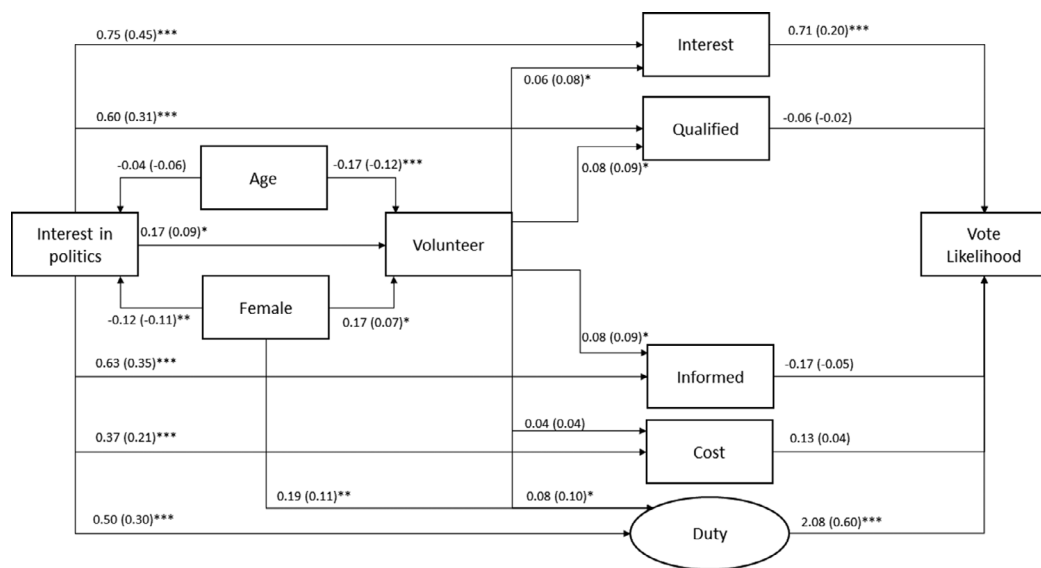 0.75 (0.45)***
Interest
0.71 (0.20)***
0.06 (0.08)*
0.60 (0.31)***
Qualified
-0.06 (-0.02)
-0.04 (-0.06)
Age
-0.17 (-0.12)***
0.08 (0.09)*
Interest in
politics
0.17 (0.09)*
Volunteer
Vote
Likelihood
-0.12 (-0.11)**
Female
0.17 (0.07)*
0.08 (0.09)*
0.63 (0.35)***
Informed
-0.17 (-0.05)
0.37 (0.21)***
0.04 (0.04)
Cost
0.13 (0.04)
0.19 (0.11)**
0.08 (0.10)*
0.50 (0.30)***
Duty
2.08 (0.60)***